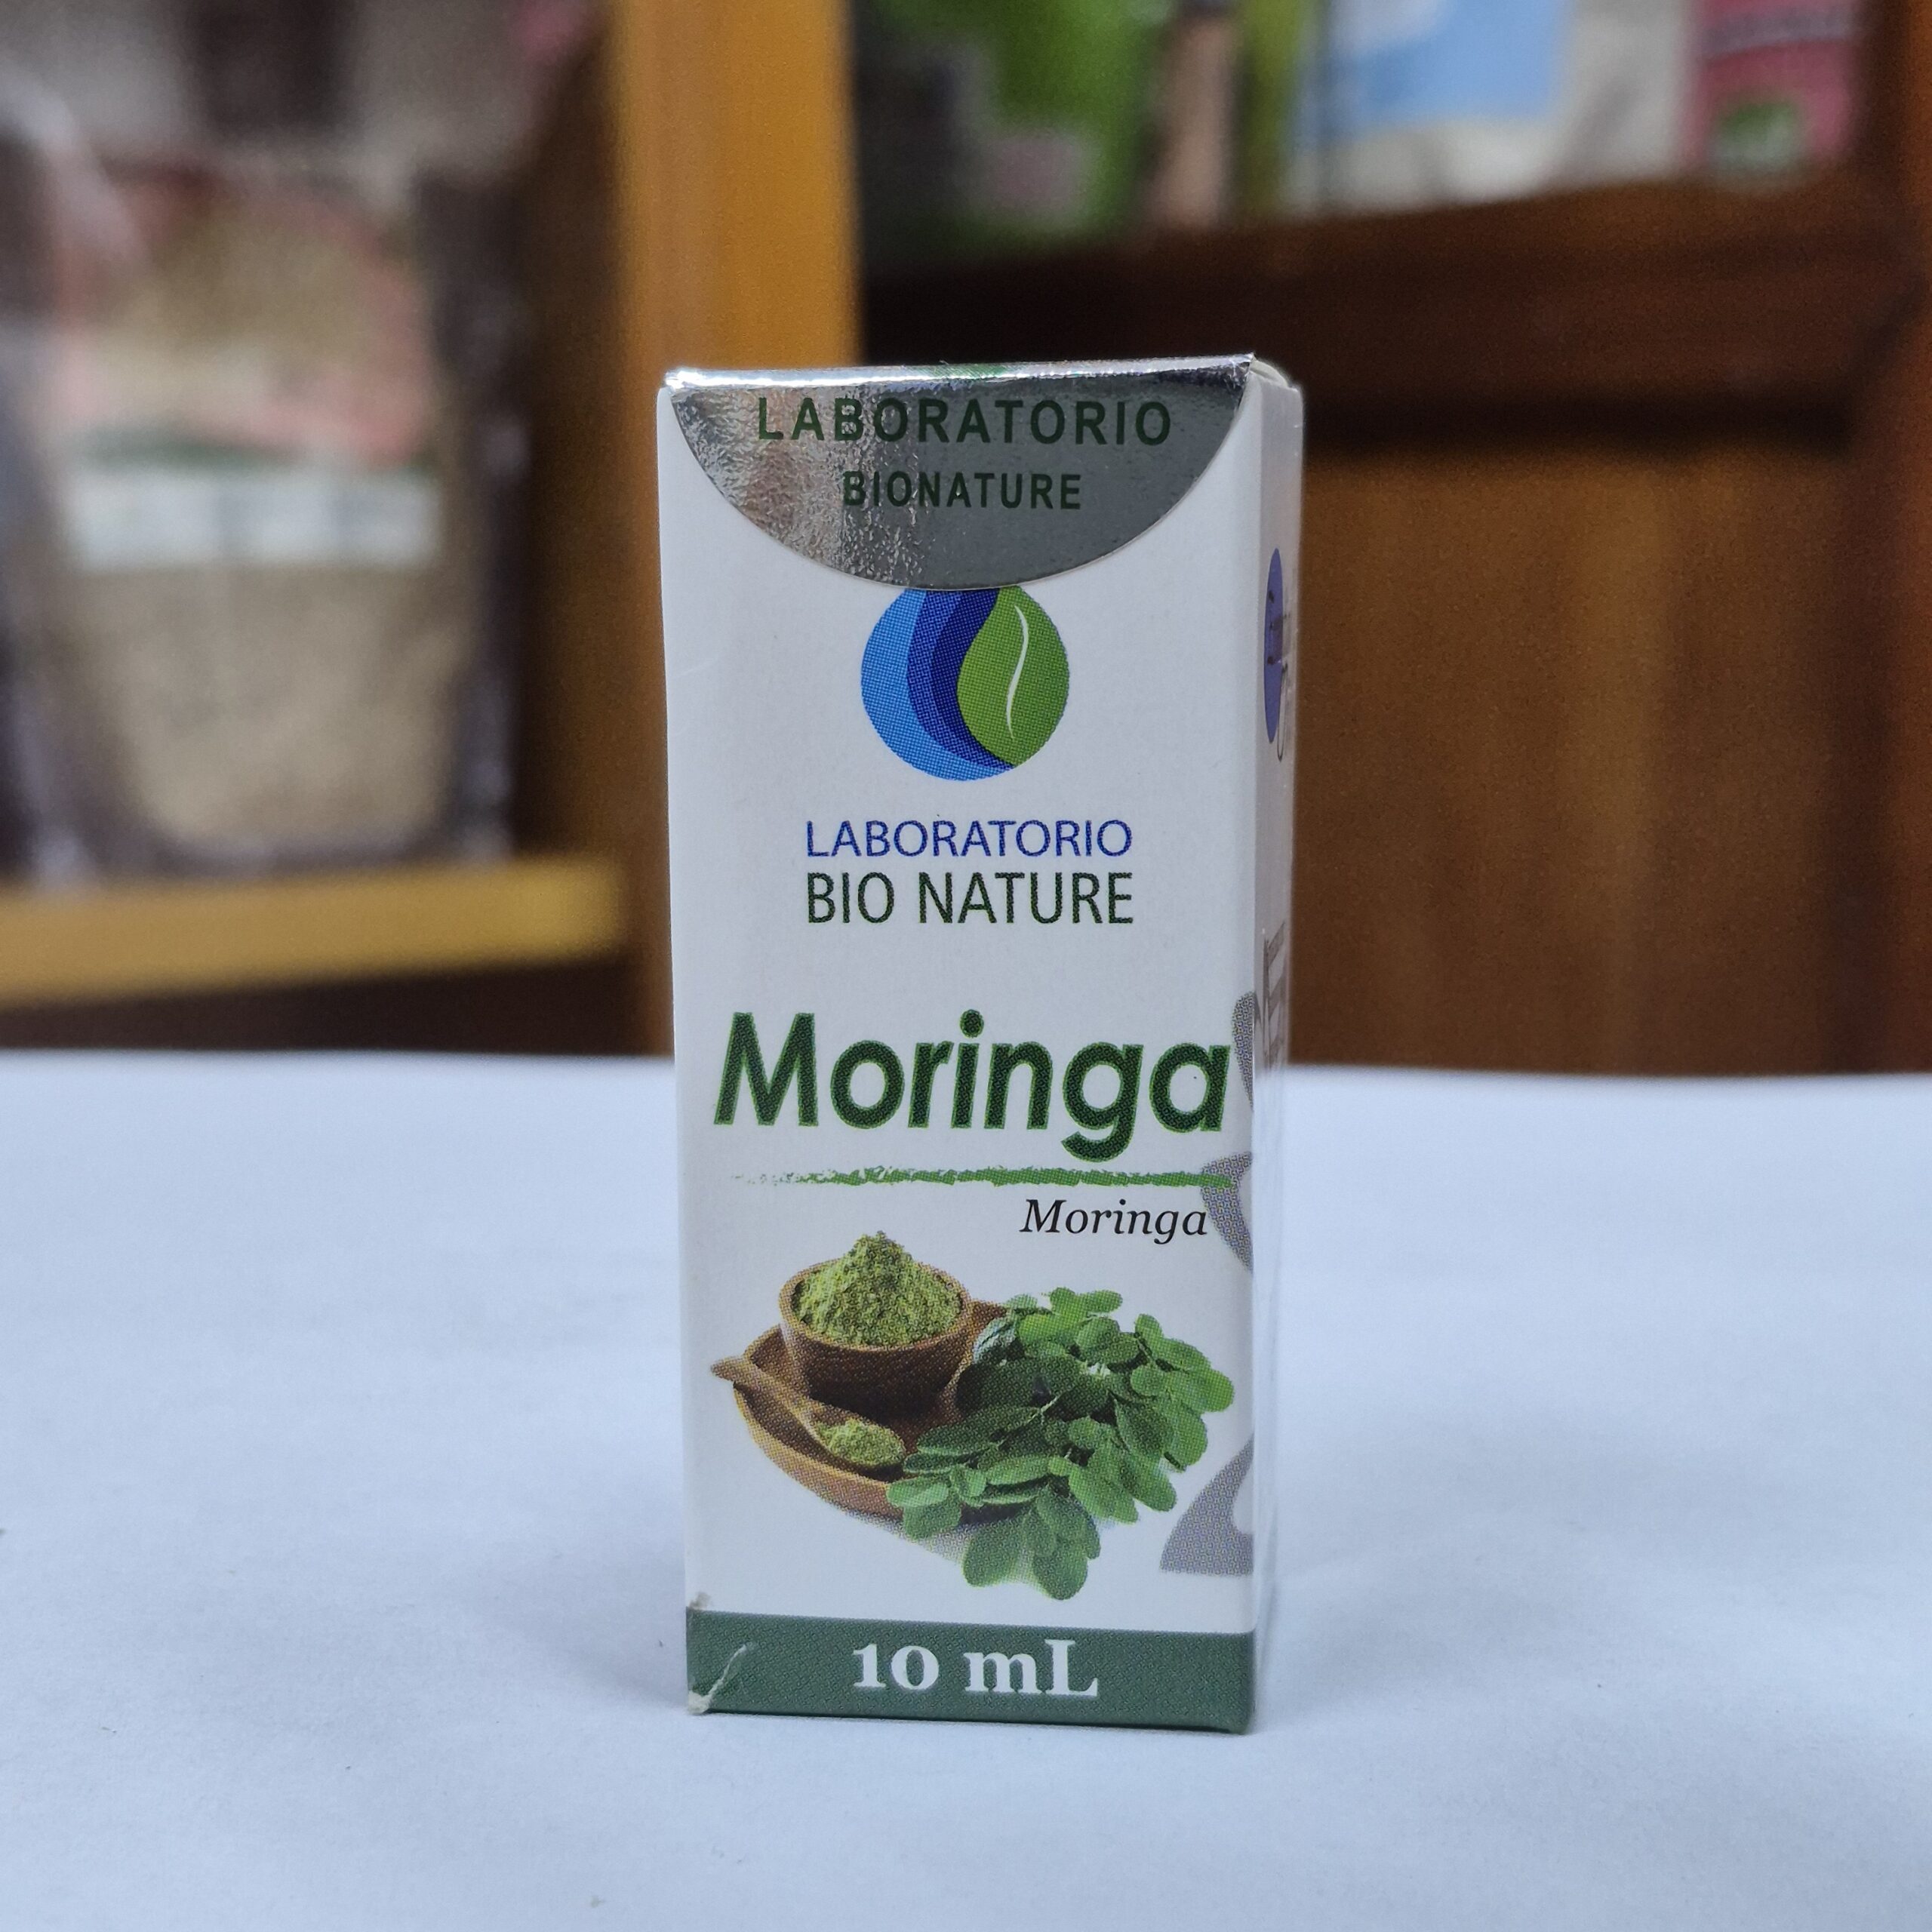 LABORATORIO
BIONATURE
LABORATORIO
BIO NATURE
Moringa
Moringa
10 mL